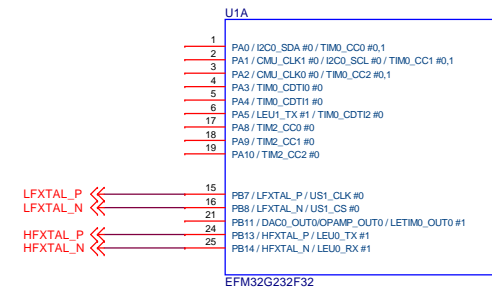 U1A
1 PA0 / I2C0_SDA #0 / TIM0_CC0 #0,1
2 PA1 / CMU_CLK1 #0 / I2C0_SCL #0 / TIM0_CC1 #0,1
3 PA2 / CMU_CLK0 #0 / TIM0_CC2 #0,1
4 PA3 / TIM0_CDTI0 #0
5 PA4 / TIM0_CDTI1 #0
6 PA5 / LEU1_TX #1 / TIM0_CDTI2 #0
17 PA8 / TIM2_CC0 #0
18 PA9 / TIM2_CC1 #0
19 PA10 / TIM2_CC2 #0
LFXTAL_P 15 PB7 / LFXTAL_P / US1_CLK #0
LFXTAL_N 16 PB8 / LFXTAL_N / US1_CS #0
21 PB11 / DAC0_OUT0/OPAMP_OUT0 / LETIM0_OUT0 #1
HFXTAL_P 24 PB13 / HFXTAL_P / LEU0_TX #1
HFXTAL_N 25 PB14 / HFXTAL_N / LEU0_RX #1
EFM32G232F32